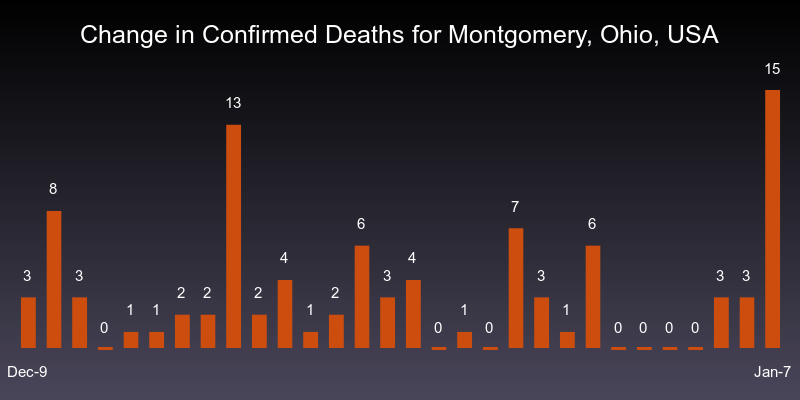 Change in Confirmed Deaths for Montgomery, Ohio, USA
3 8 3 0 1 1 2 2 13 2 4 1 2 6 3 4 0 1 0 7 3 1 6 0 0 0 0 3 3 15
Dec-9 Jan-7